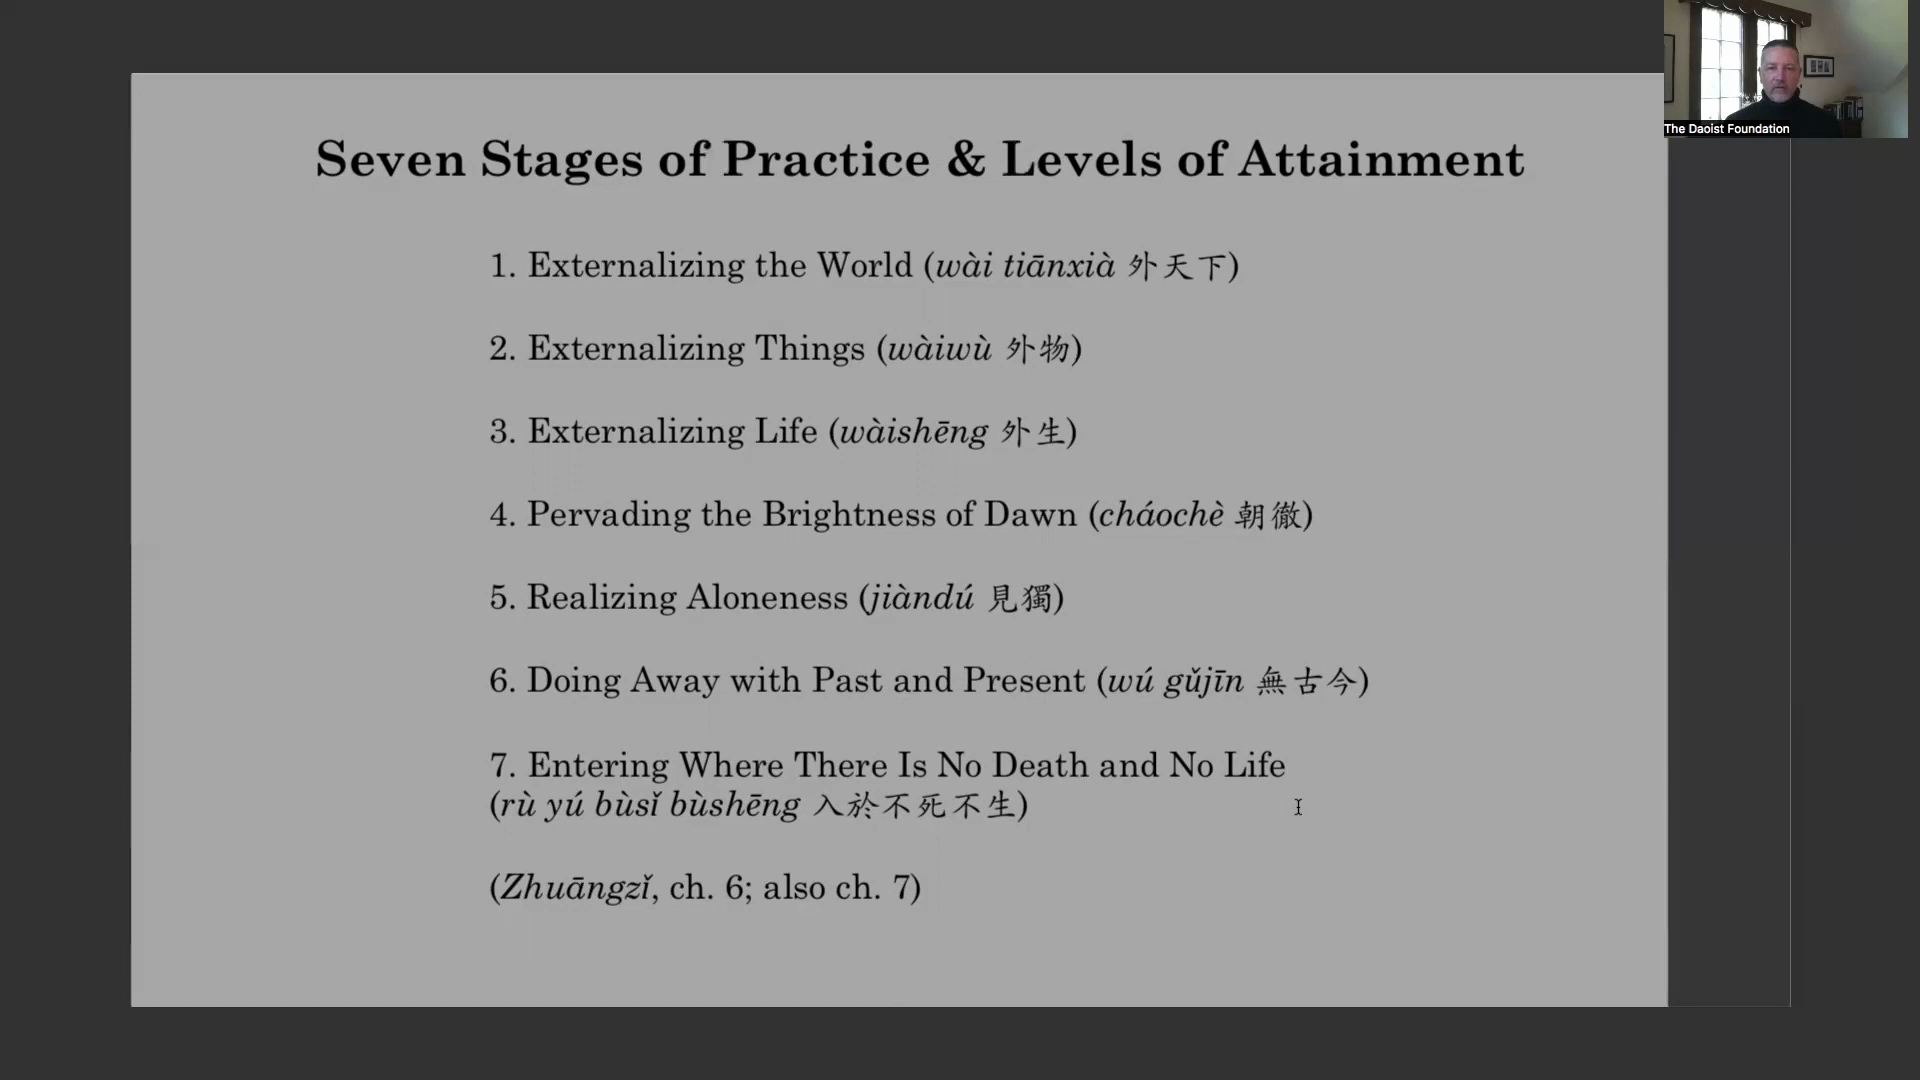 The Daoist Foundation
Seven Stages of Practice & Levels of Attainment
1. Externalizing the World (wài tiānxià 外天下)
2. Externalizing Things (wàiwù 外物)
3. Externalizing Life (wàishēng 外生)
4. Pervading the Brightness of Dawn (cháochè 朝徹)
5. Realizing Aloneness (jiàndú 見獨)
6. Doing Away with Past and Present (wú gǔjīn 無古今)
7. Entering Where There Is No Death and No Life
(rù yú bùsǐ bùshēng 入於不死不生)
(Zhuāngzǐ, ch. 6; also ch. 7)